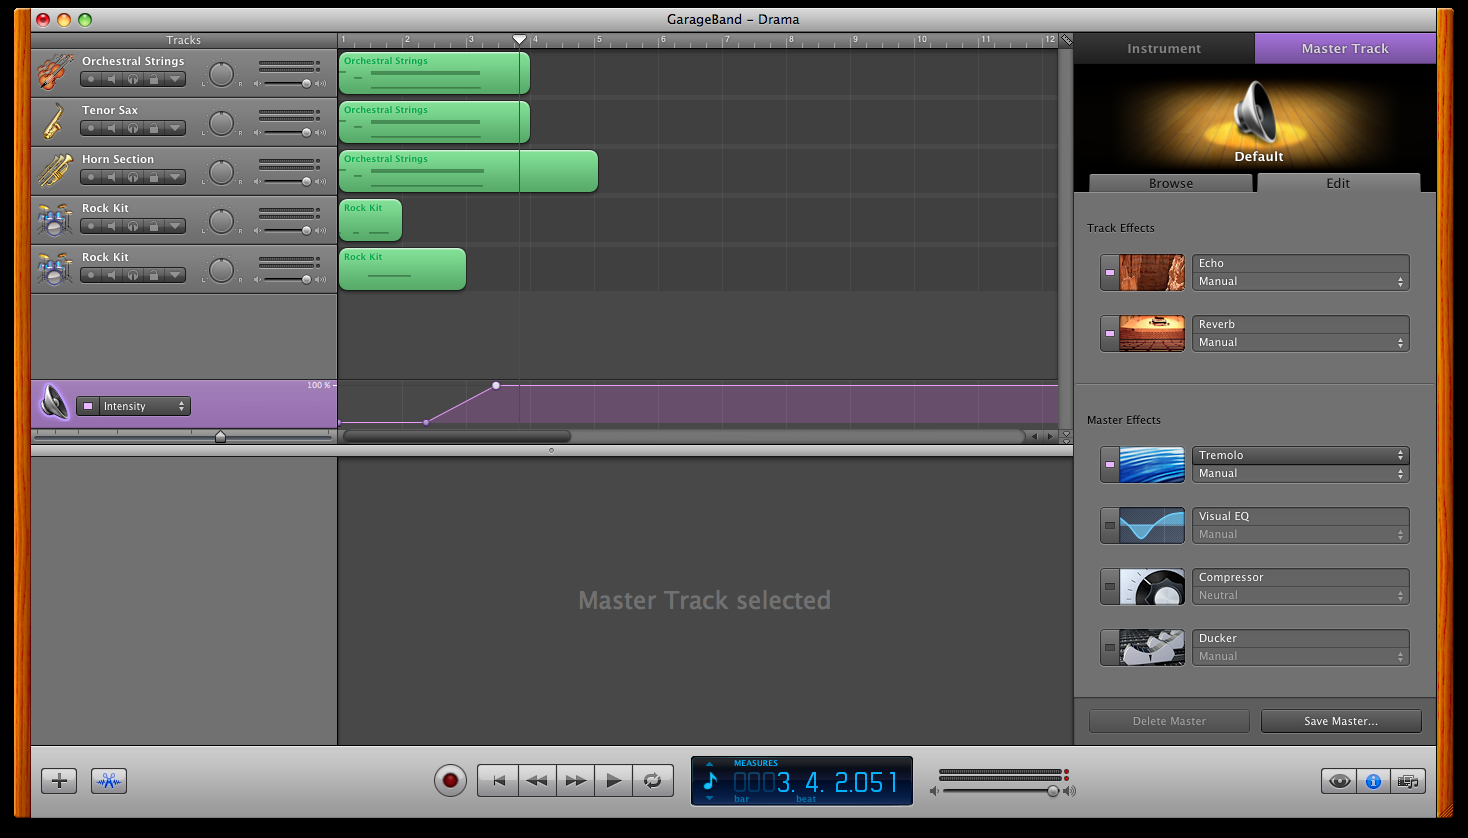 GarageBand – Drama
Tracks
1 2 3 4 5 6 7 8 9 10 11 12
Orchestral Strings
L R
Tenor Sax
L R
Horn Section
L R
Rock Kit
L R
Rock Kit
L R
Orchestral Strings
Orchestral Strings
Orchestral Strings
Rock Kit
Rock Kit
100 %
Intensity
Master Track selected
Instrument
Master Track
Default
Browse
Edit
Track Effects
Echo
Manual
Reverb
Manual
Master Effects
Tremolo
Manual
Visual EQ
Manual
Compressor
Neutral
Ducker
Manual
Delete Master
Save Master...
MEASURES
0003. 4. 2.051
bar beat